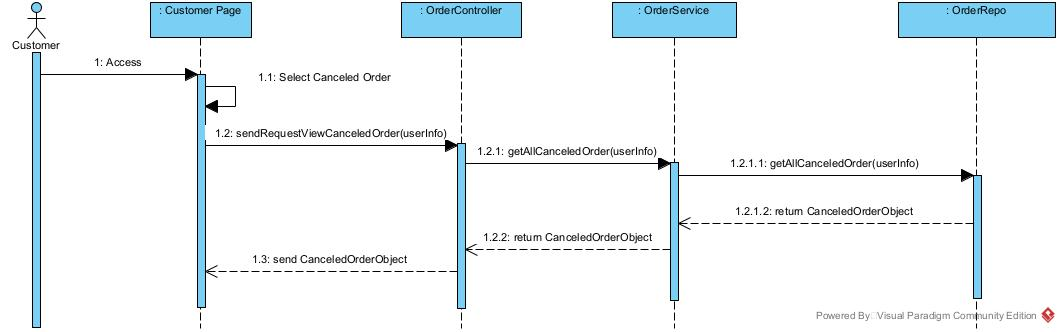 : Customer Page
: OrderController
: OrderService
: OrderRepo
Customer
1: Access
1.1: Select Canceled Order
1.2: sendRequestViewCanceledOrder(userInfo)
1.2.1: getAllCanceledOrder(userInfo)
1.2.1.1: getAllCanceledOrder(userInfo)
1.2.1.2: return CanceledOrderObject
1.2.2: return CanceledOrderObject
1.3: send CanceledOrderObject
Powered By Visual Paradigm Community Edition